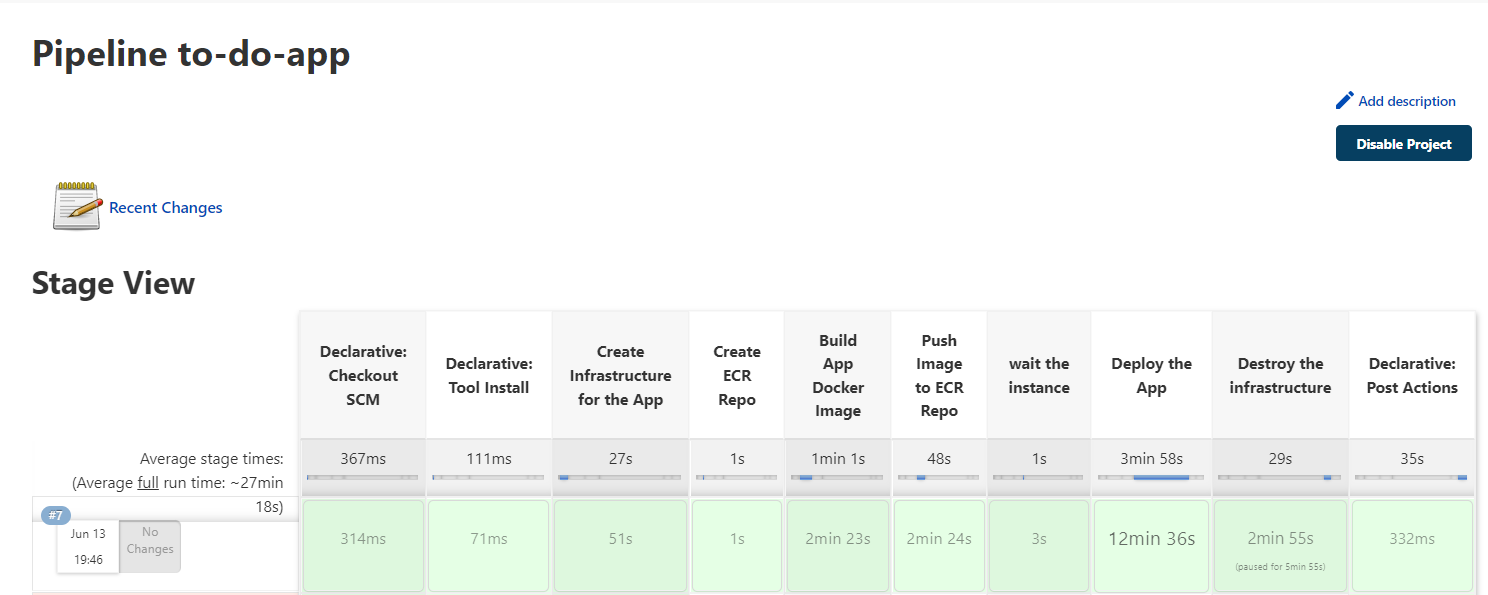 Pipeline to-do-app
Add description
Disable Project
Recent Changes
Stage View
Declarative:
Checkout
SCM
Declarative:
Tool Install
Create
Infrastructure
for the App
Create
ECR
Repo
Build
App
Docker
Image
Push
Image
to ECR
Repo
wait the
instance
Deploy the
App
Destroy the
infrastructure
Declarative:
Post Actions
Average stage times:
(Average full run time: ~27min
18s)
367ms
111ms
27s
1s
1min 1s
48s
1s
3min 58s
29s
35s
#7
Jun 13
19:46
No
Changes
314ms
71ms
51s
1s
2min 23s
2min 24s
3s
12min 36s
2min 55s
(paused for 5min 55s)
332ms